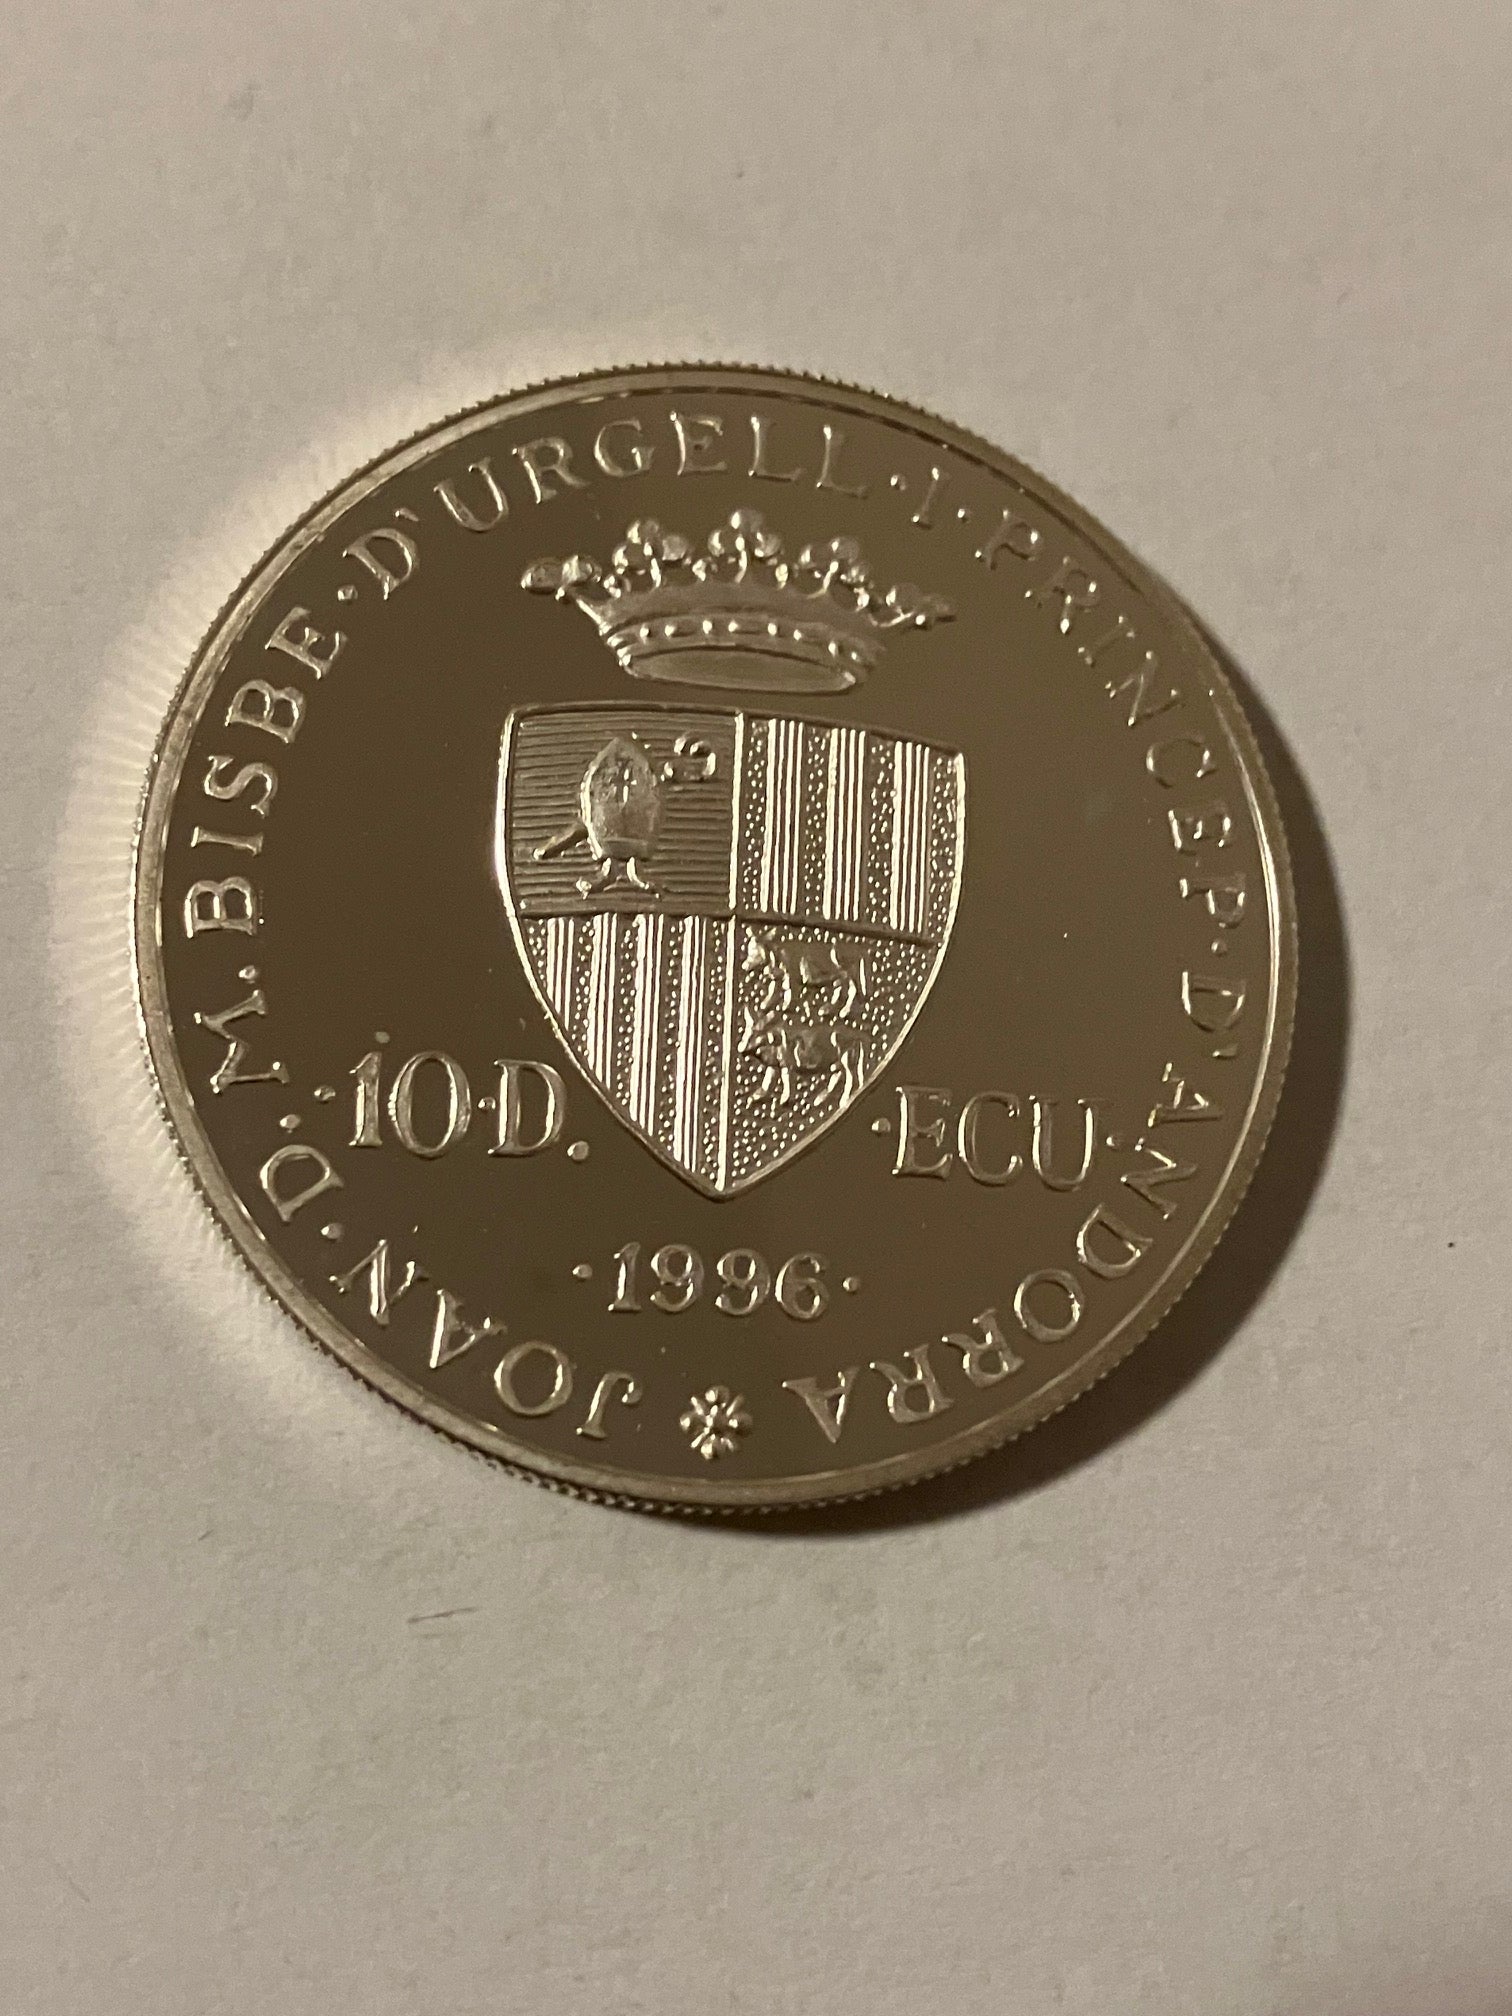 JOAN·D·D·M·BISBE·D'URGELL·I·PRINCEP·D'ANDORRA
·10·D.
·ECU·
·1996·